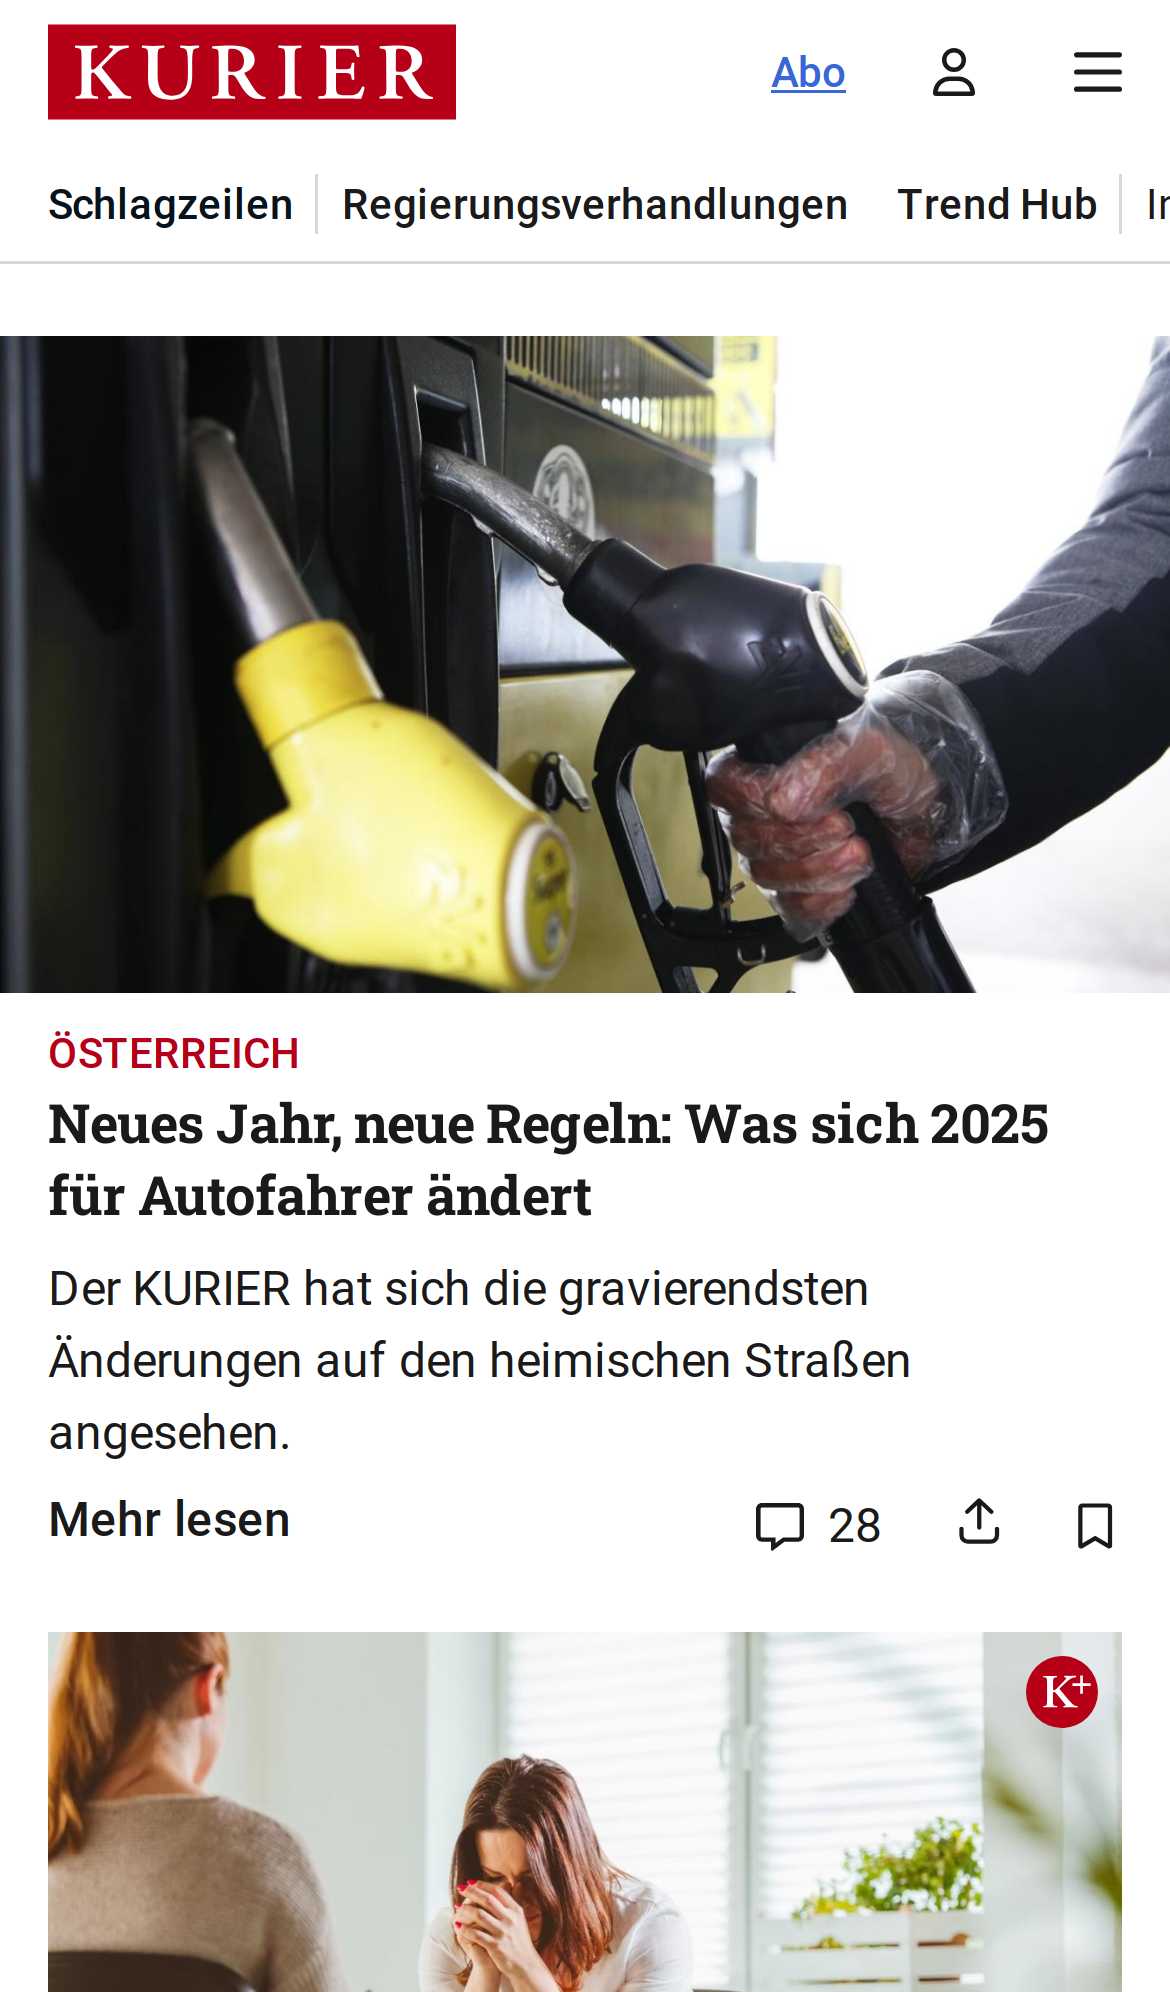 KURIER
Abo
Schlagzeilen
Regierungsverhandlungen
Trend Hub
ÖSTERREICH
Neues Jahr, neue Regeln: Was sich 2025
für Autofahrer ändert
Der KURIER hat sich die gravierendsten
Änderungen auf den heimischen Straßen
angesehen.
Mehr lesen
28
K+